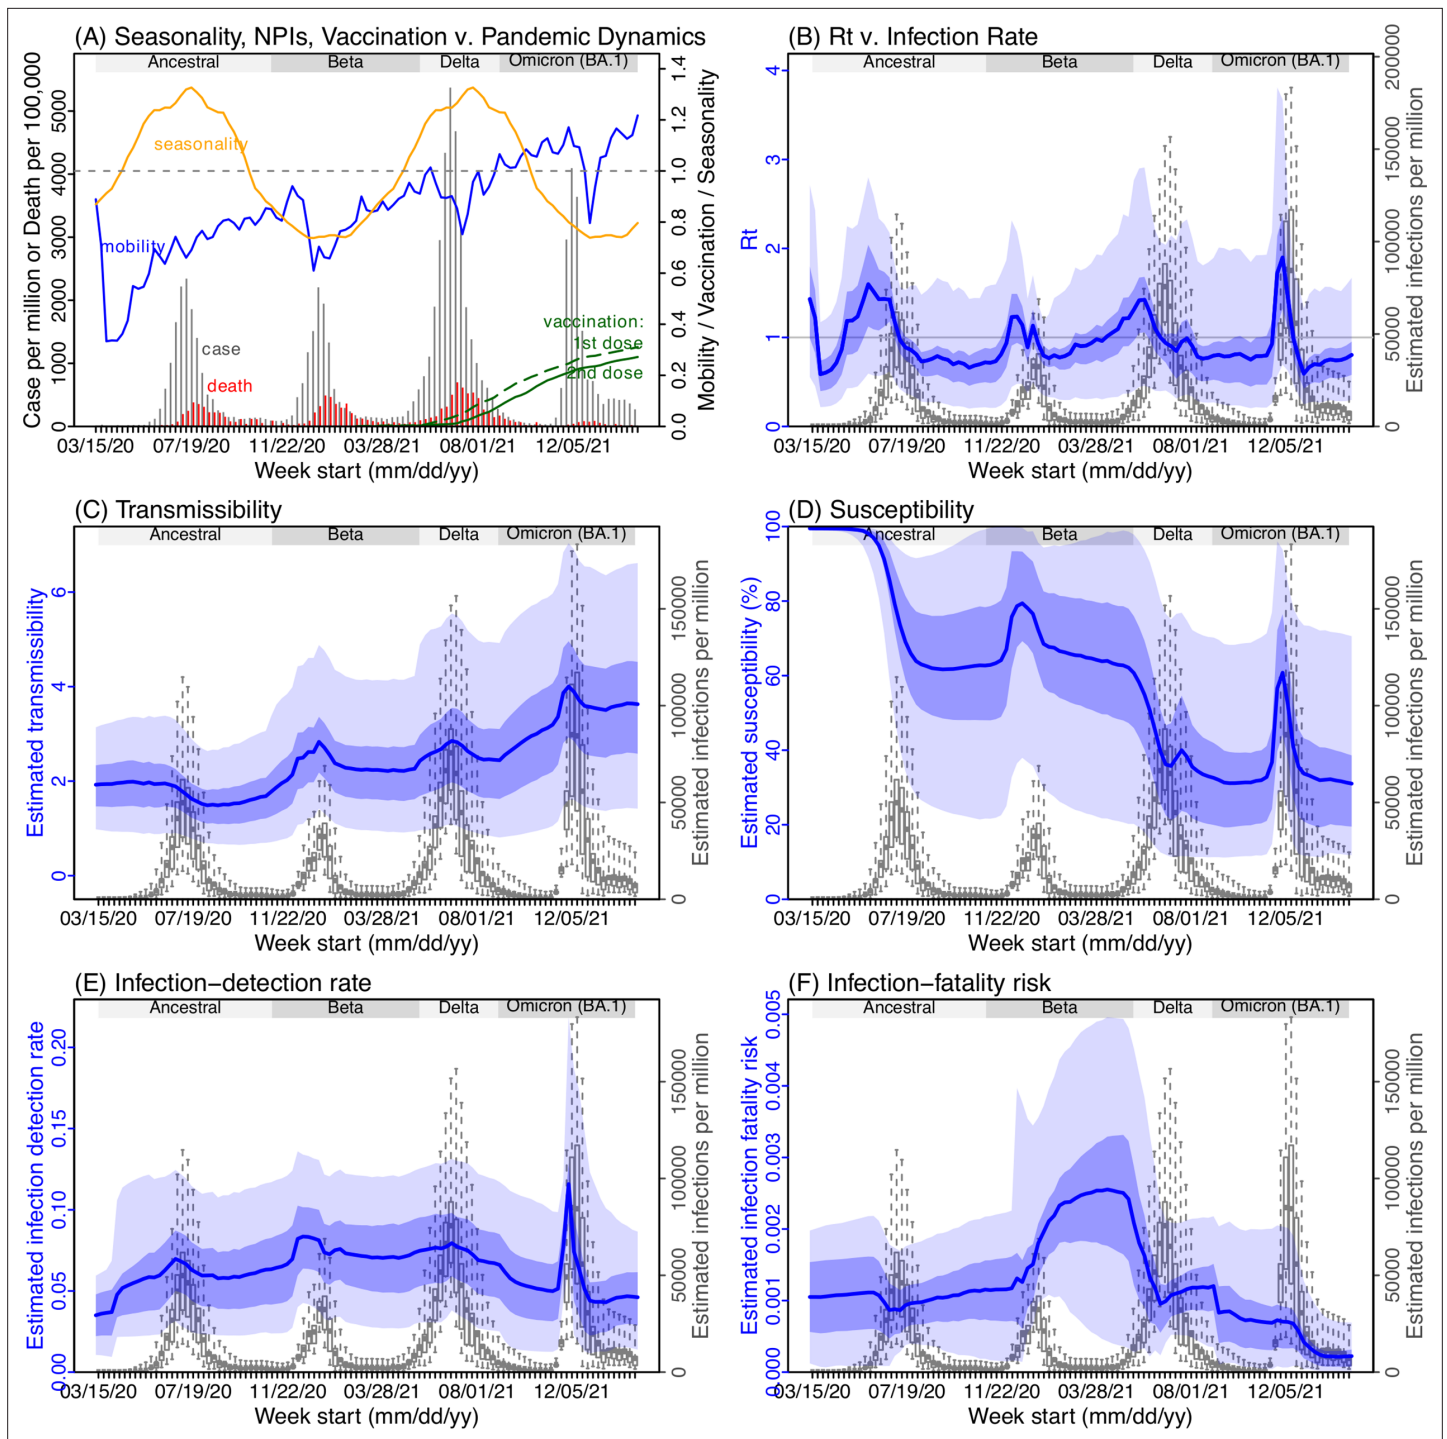 (A) Seasonality, NPIs, Vaccination v. Pandemic Dynamics
Ancestral Beta Delta Omicron (BA.1)
Case per million or Death per 100,000
0 1000 2000 3000 4000 5000
seasonality
mobility
case
death
vaccination:
1st dose
2nd dose
0.0 0.2 0.4 0.6 0.8 1.0 1.2 1.4
Mobility / Vaccination / Seasonality
03/15/20 07/19/20 11/22/20 03/28/21 08/01/21 12/05/21
Week start (mm/dd/yy)
(B) Rt v. Infection Rate
Ancestral Beta Delta Omicron (BA.1)
Rt
0 1 2 3 4
0 50000 100000 150000 200000
Estimated infections per million
03/15/20 07/19/20 11/22/20 03/28/21 08/01/21 12/05/21
Week start (mm/dd/yy)
(C) Transmissibility
Ancestral Beta Delta Omicron (BA.1)
Estimated transmissibility
0 2 4 6
0 50000 100000 150000
Estimated infections per million
03/15/20 07/19/20 11/22/20 03/28/21 08/01/21 12/05/21
Week start (mm/dd/yy)
(D) Susceptibility
Ancestral Beta Delta Omicron (BA.1)
Estimated susceptibility (%)
0 20 40 60 80 100
0 50000 100000 150000
Estimated infections per million
03/15/20 07/19/20 11/22/20 03/28/21 08/01/21 12/05/21
Week start (mm/dd/yy)
(E) Infection−detection rate
Ancestral Beta Delta Omicron (BA.1)
Estimated infection detection rate
0.00 0.05 0.10 0.15 0.20
0 50000 100000 150000
Estimated infections per million
03/15/20 07/19/20 11/22/20 03/28/21 08/01/21 12/05/21
Week start (mm/dd/yy)
(F) Infection−fatality risk
Ancestral Beta Delta Omicron (BA.1)
Estimated infection fatality risk
0.000 0.001 0.002 0.003 0.004 0.005
0 50000 100000 150000
Estimated infections per million
03/15/20 07/19/20 11/22/20 03/28/21 08/01/21 12/05/21
Week start (mm/dd/yy)